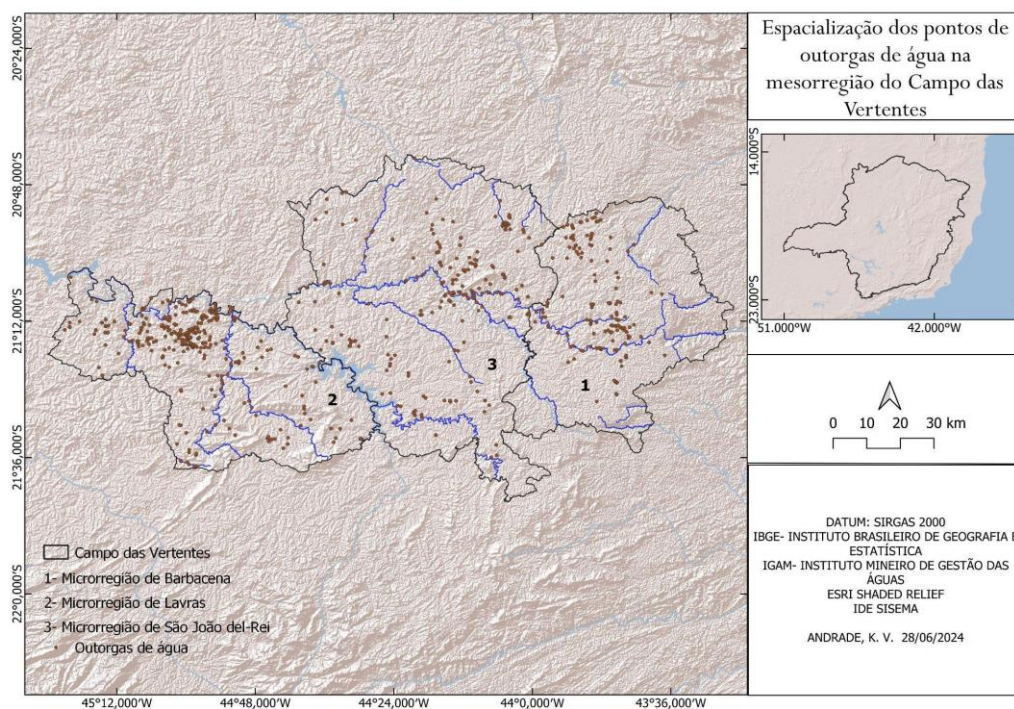 Espacialização dos pontos de
outorgas de água na
mesorregião do Campo das
Vertentes
20°24,000'S
20°48,000'S
21°12,000'S
21°36,000'S
22°0,000'S
45°12,000'W
44°48,000'W
44°24,000'W
44°0,000'W
43°36,000'W
1
2
3
Campo das Vertentes
1- Microrregião de Barbacena
2- Microrregião de Lavras
3- Microrregião de São João del-Rei
Outorgas de água
14.000°S
23.000°S
51.000°W
42.000°W
0 10 20 30 km
DATUM: SIRGAS 2000
IBGE- INSTITUTO BRASILEIRO DE GEOGRAFIA E
ESTATÍSTICA
IGAM- INSTITUTO MINEIRO DE GESTÃO DAS
ÁGUAS
ESRI SHADED RELIEF
IDE SISEMA
ANDRADE, K. V. 28/06/2024